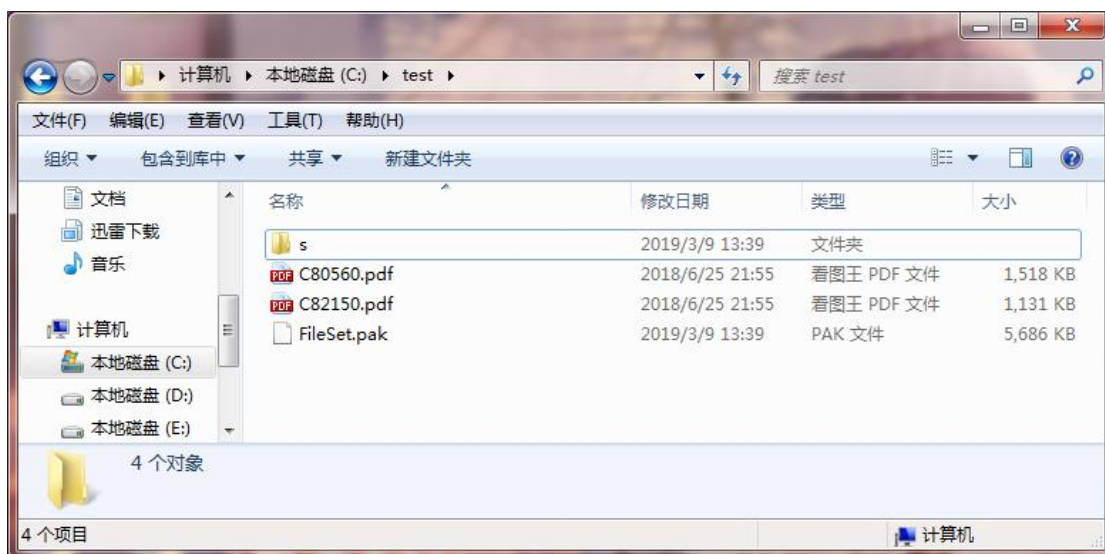 计算机 本地磁盘 (C:) test 搜索 test
文件(F) 编辑(E) 查看(V) 工具(T) 帮助(H)
组织 包含到库中 共享 新建文件夹
文档
迅雷下载
音乐
计算机
本地磁盘 (C:)
本地磁盘 (D:)
本地磁盘 (E:)
名称 修改日期 类型 大小
s 2019/3/9 13:39 文件夹
PDF C80560.pdf 2018/6/25 21:55 看图王 PDF 文件 1,518 KB
PDF C82150.pdf 2018/6/25 21:55 看图王 PDF 文件 1,131 KB
FileSet.pak 2019/3/9 13:39 PAK 文件 5,686 KB
4 个对象
4 个项目 计算机